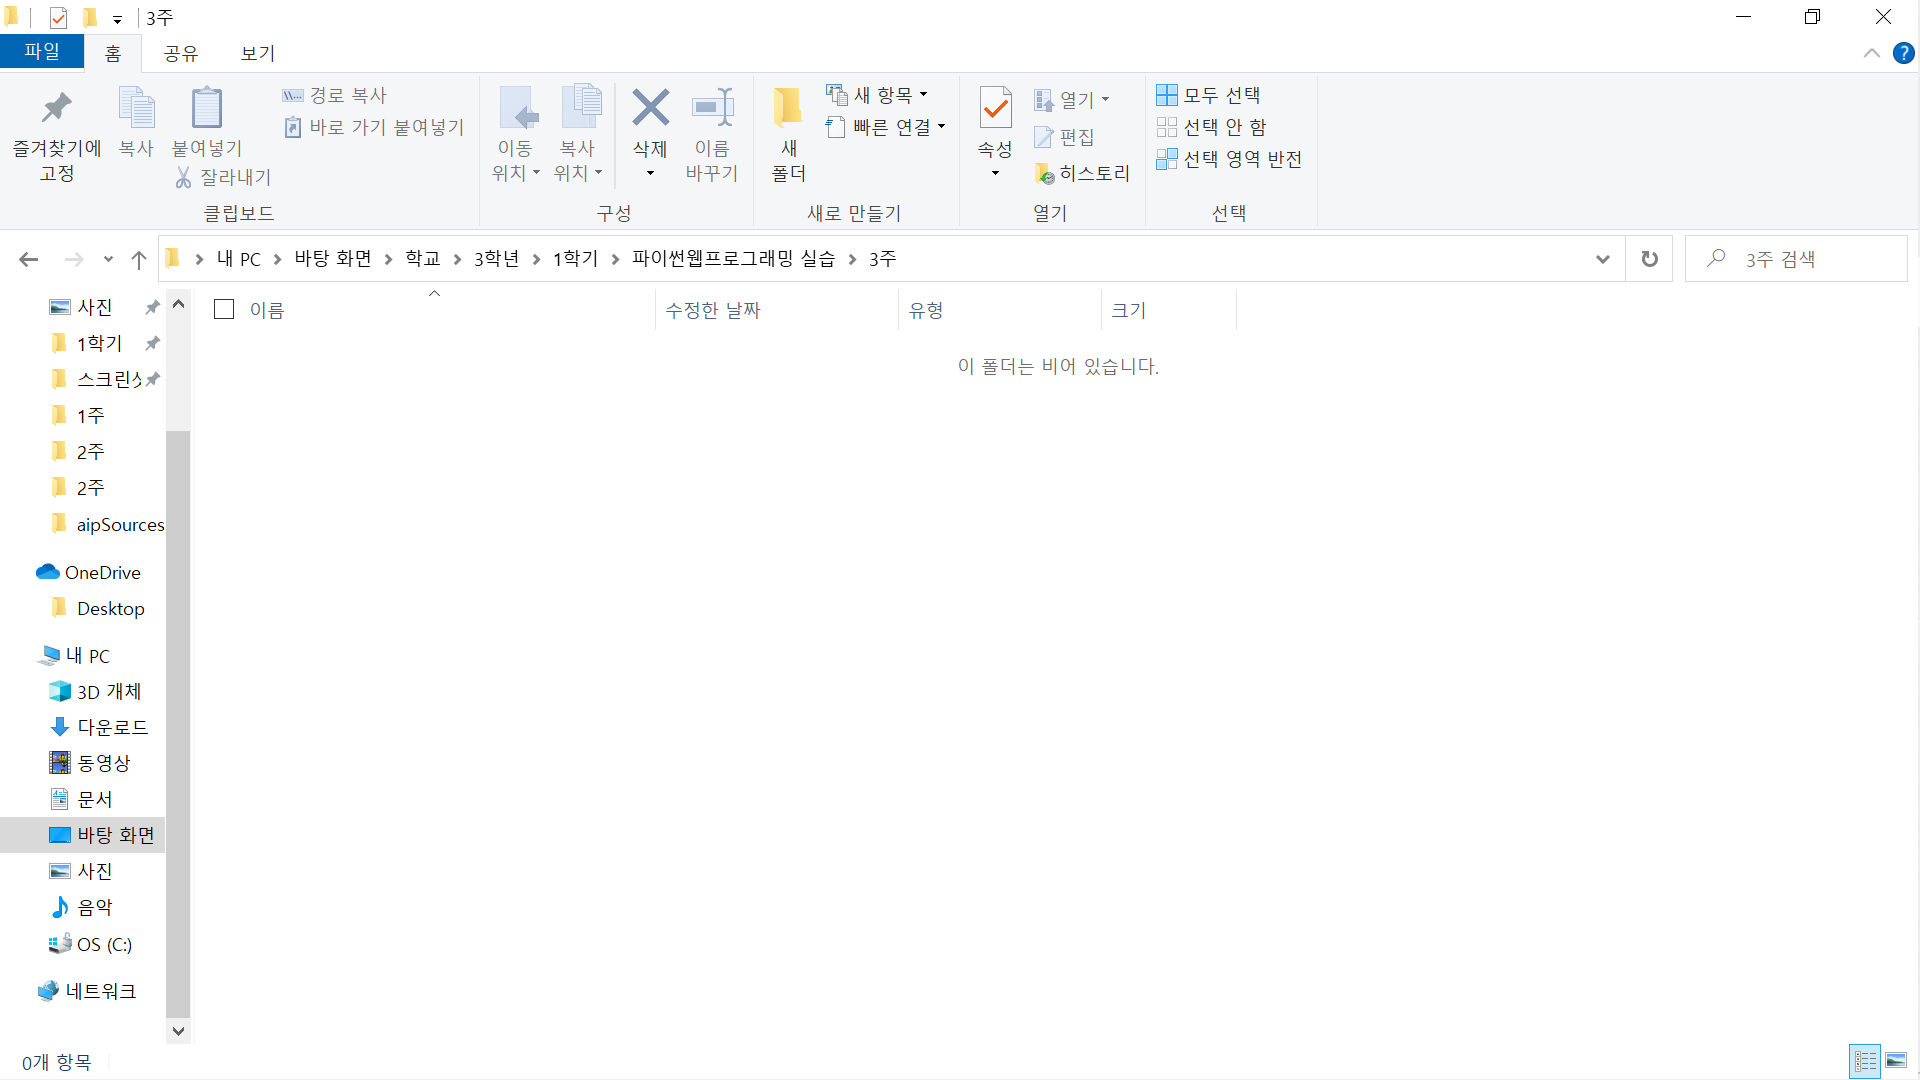 3주
파일 홈 공유 보기
즐겨찾기에 고정
복사
붙여넣기
경로 복사
바로 가기 붙여넣기
잘라내기
클립보드
이동 위치
복사 위치
삭제
이름 바꾸기
구성
새 폴더
새 항목
빠른 연결
새로 만들기
속성
열기
편집
히스토리
열기
모두 선택
선택 안 함
선택 영역 반전
선택
내 PC > 바탕 화면 > 학교 > 3학년 > 1학기 > 파이썬웹프로그래밍 실습 > 3주
3주 검색
이름 수정한 날짜 유형 크기
이 폴더는 비어 있습니다.
사진
1학기
스크린샷
1주
2주
2주
aipSources
OneDrive
Desktop
내 PC
3D 개체
다운로드
동영상
문서
바탕 화면
사진
음악
OS (C:)
네트워크
0개 항목